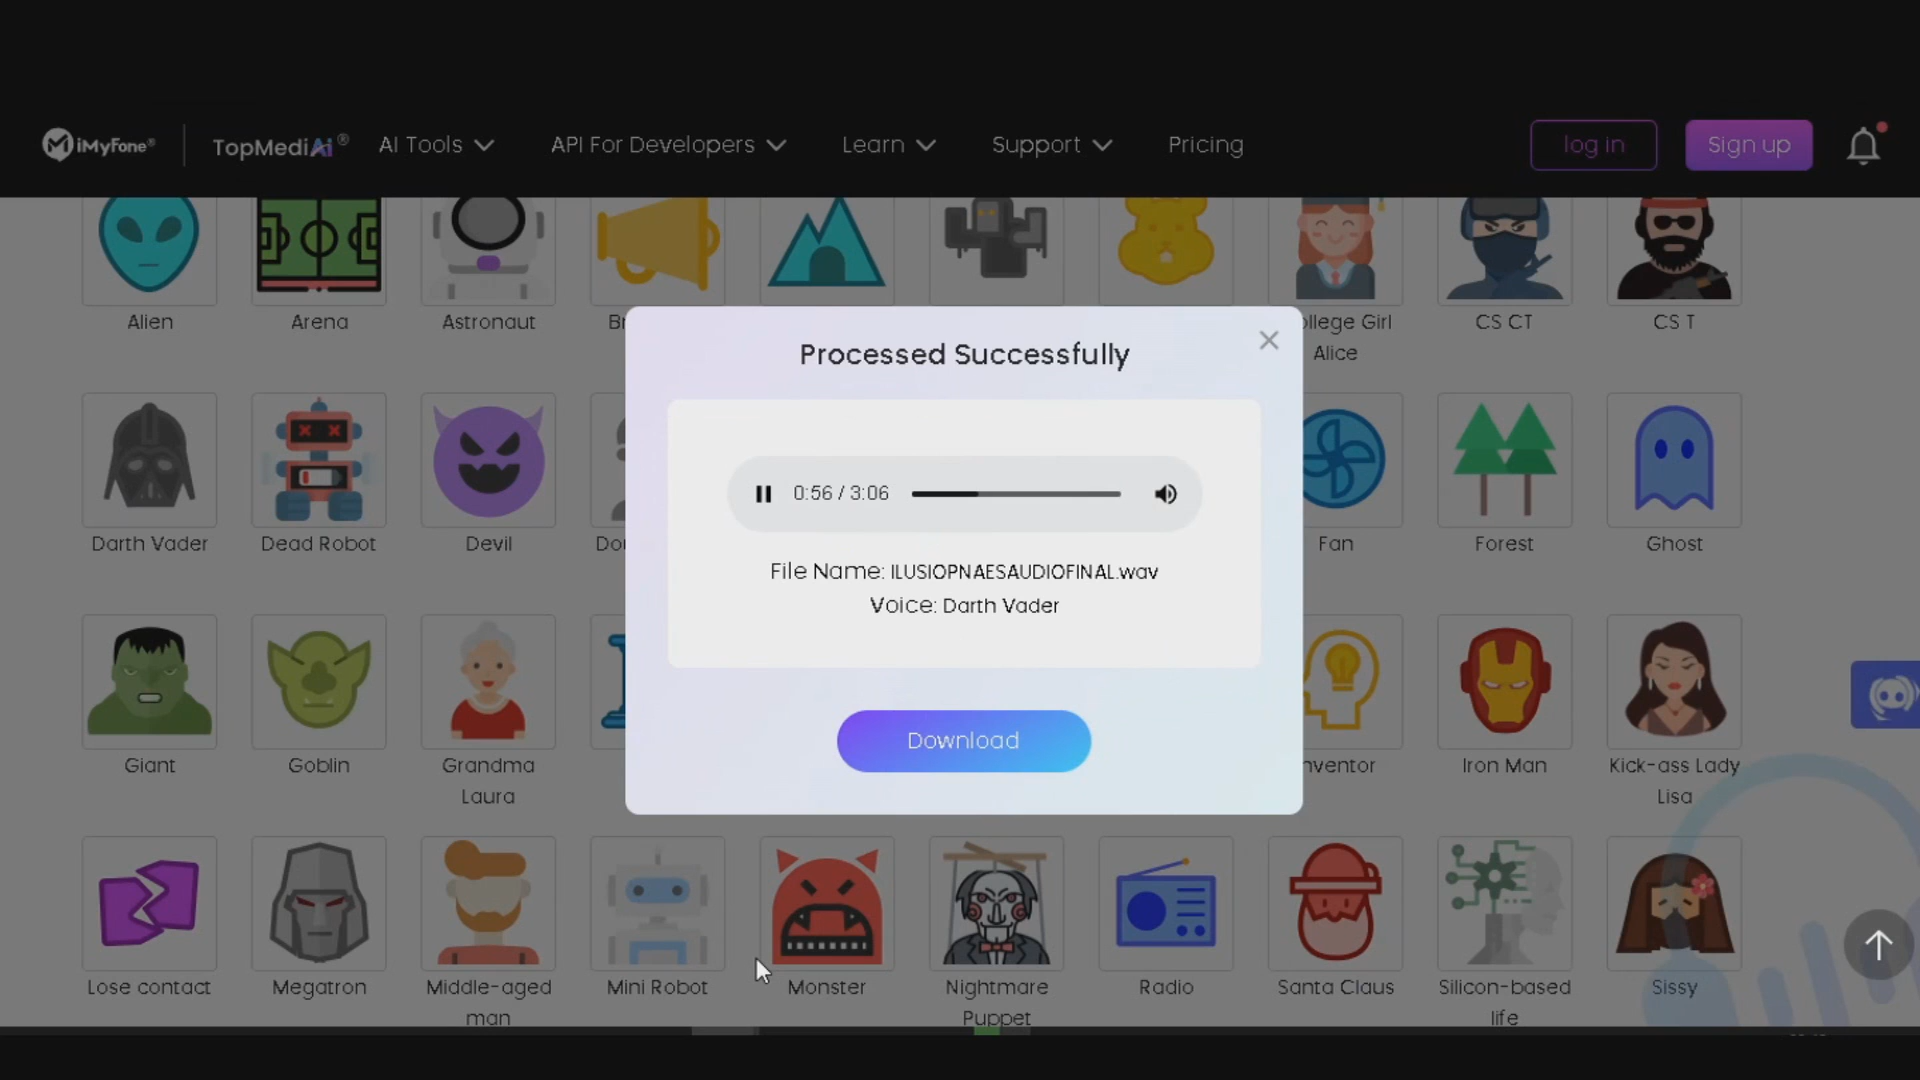 iMyFone®
TopMediAi®
AI Tools
API For Developers
Learn
Support
Pricing
log in
Sign up
Alien
Arena
Astronaut
CS CT
CS T
Alice
Processed Successfully
0:56 / 3:06
File Name: ILUSIOPNAESAUDIOFINAL.wav
Voice: Darth Vader
Download
Darth Vader
Dead Robot
Devil
Fan
Forest
Ghost
Giant
Goblin
Grandma
Laura
Iron Man
Kick-ass Lady
Lisa
Lose contact
Megatron
Middle-aged
man
Mini Robot
Monster
Nightmare
Puppet
Radio
Santa Claus
Silicon-based
life
Sissy